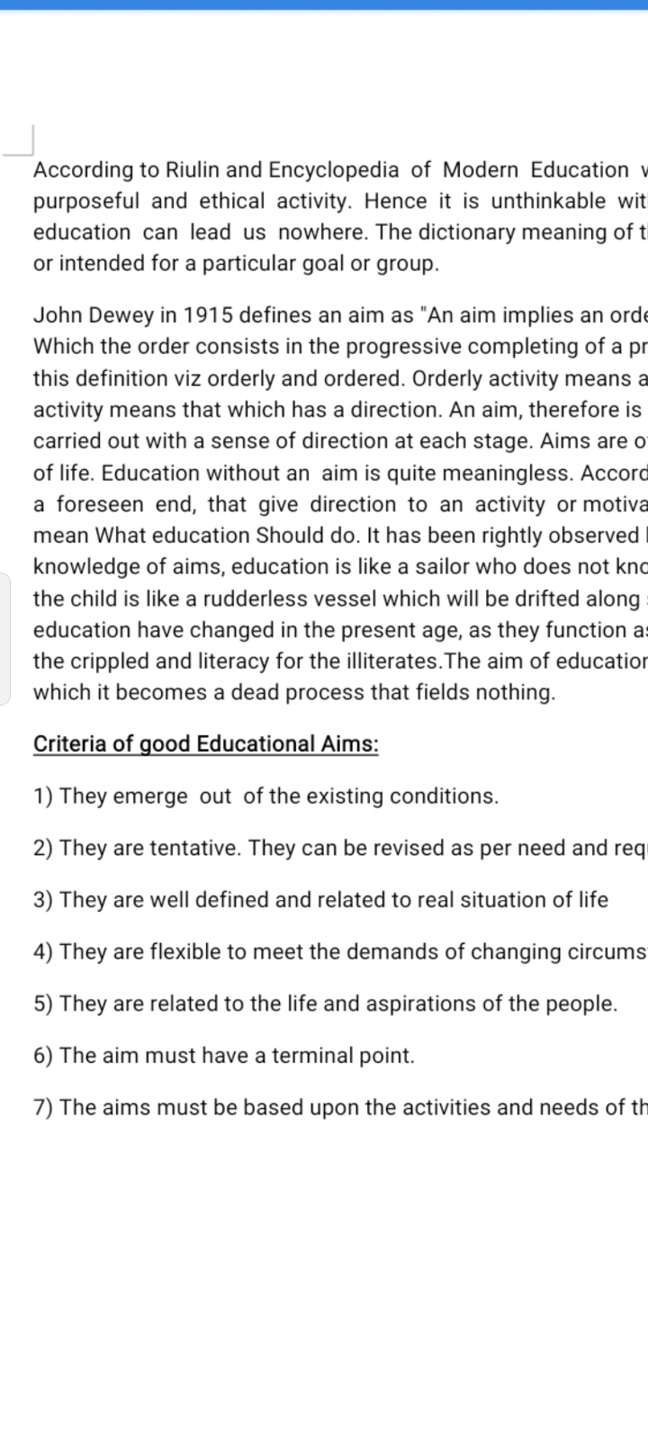 According to Riulin and Encyclopedia of Modern Education
purposeful and ethical activity. Hence it is unthinkable
education can lead us nowhere. The dictionary meaning of
or intended for a particular goal or group.
John Dewey in 1915 defines an aim as "An aim implies an
Which the order consists in the progressive completing of a
this definition viz orderly and ordered. Orderly activity means a
activity means that which has a direction. An aim, therefore is
carried out with a sense of direction at each stage. Aims are
of life. Education without an aim is quite meaningless.
a foreseen end, that give direction to an activity or
mean What education Should do. It has been rightly observed
knowledge of aims, education is like a sailor who does not
the child is like a rudderless vessel which will be drifted along
education have changed in the present age, as they function
the crippled and literacy for the illiterates.The aim of
which it becomes a dead process that fields nothing.
Criteria of good Educational Aims:
1) They emerge out of the existing conditions.
2) They are tentative. They can be revised as per need and
3) They are well defined and related to real situation of life
4) They are flexible to meet the demands of changing
5) They are related to the life and aspirations of the people.
6) The aim must have a terminal point.
7) The aims must be based upon the activities and needs of